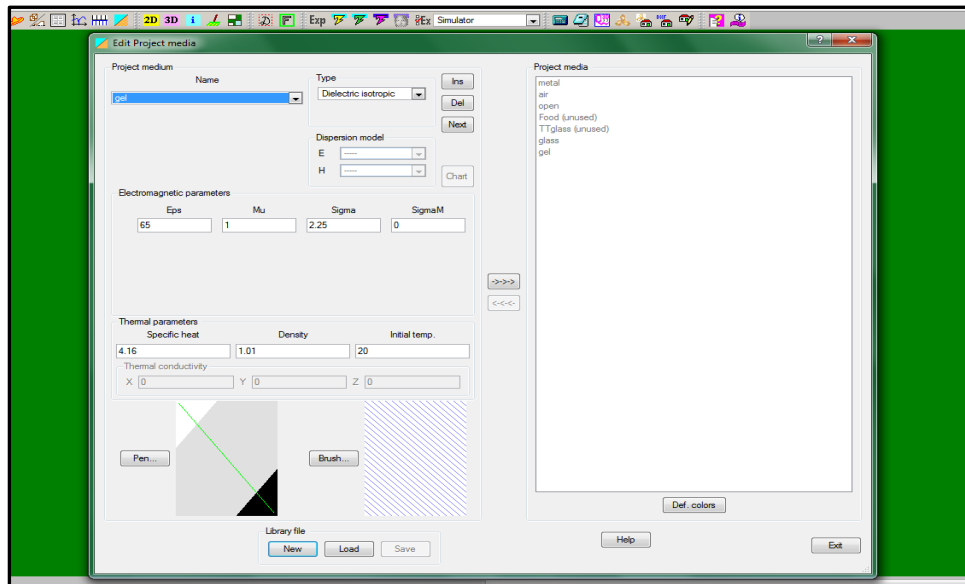 2D 3D i Exp Ex Simulator
Edit Project media
Project medium
Name
gel
Type
Dielectric isotropic
Ins
Del
Next
Dispersion model
E ----
H ----
Chart
Electromagnetic parameters
Eps Mu Sigma SigmaM
65 1 2.25 0
Thermal parameters
Specific heat Density Initial temp.
4.16 1.01 20
Thermal conductivity
X 0 Y 0 Z 0
Pen... Brush...
Library file
New Load Save
->->->
<-<-<-
Project media
metal
air
open
Food (unused)
TTglass (unused)
glass
gel
Def. colors
Help
Exit